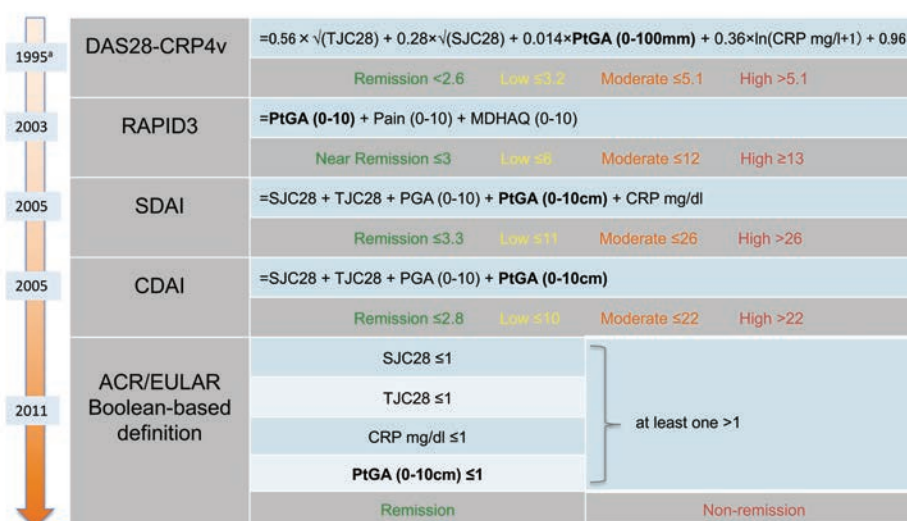 1995ª
DAS28-CRP4v
=0.56 × √(TJC28) + 0.28×√(SJC28) + 0.014×PtGA (0-100mm) + 0.36×ln(CRP mg/l+1) + 0.96
Remission <2.6 Low ≤3.2 Moderate ≤5.1 High >5.1
2003
RAPID3
=PtGA (0-10) + Pain (0-10) + MDHAQ (0-10)
Near Remission ≤3 Low ≤6 Moderate ≤12 High ≥13
2005
SDAI
=SJC28 + TJC28 + PGA (0-10) + PtGA (0-10cm) + CRP mg/dl
Remission ≤3.3 Low ≤11 Moderate ≤26 High >26
2005
CDAI
=SJC28 + TJC28 + PGA (0-10) + PtGA (0-10cm)
Remission ≤2.8 Low ≤10 Moderate ≤22 High >22
2011
ACR/EULAR
Boolean-based
definition
SJC28 ≤1
TJC28 ≤1
CRP mg/dl ≤1
PtGA (0-10cm) ≤1
at least one >1
Remission Non-remission